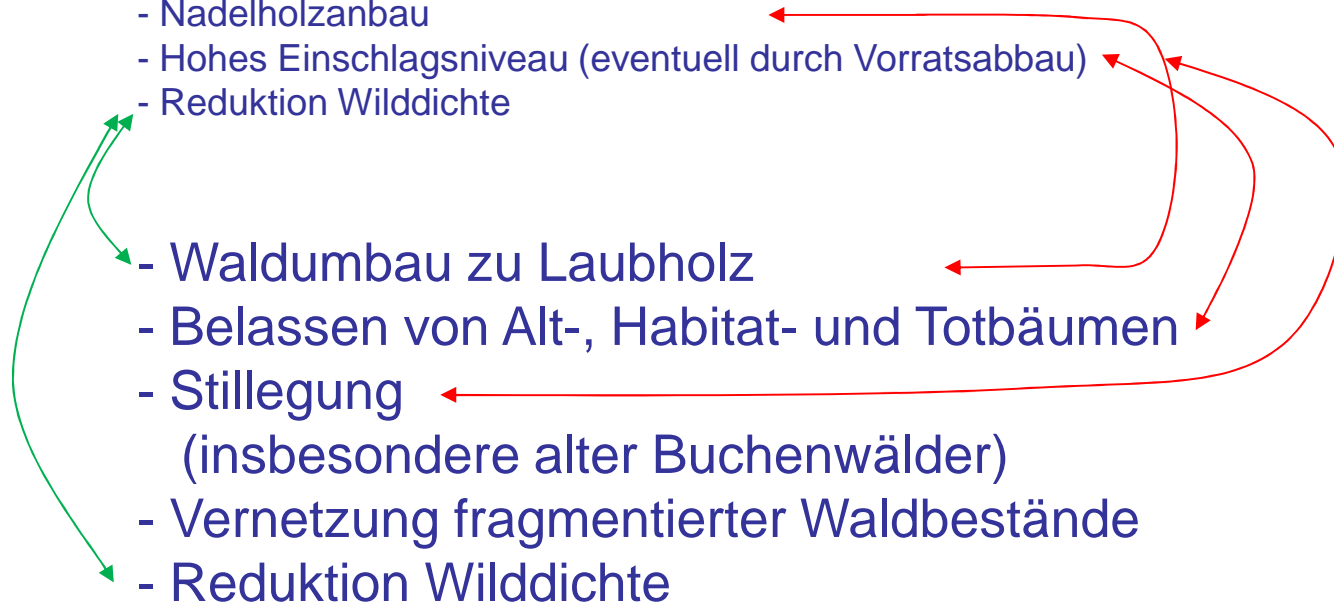 - Nadelholzanbau
- Hohes Einschlagsniveau (eventuell durch Vorratsabbau)
- Reduktion Wilddichte
- Waldumbau zu Laubholz
- Belassen von Alt-, Habitat- und Totbäumen
- Stillegung
(insbesondere alter Buchenwälder)
- Vernetzung fragmentierter Waldbestände
- Reduktion Wilddichte